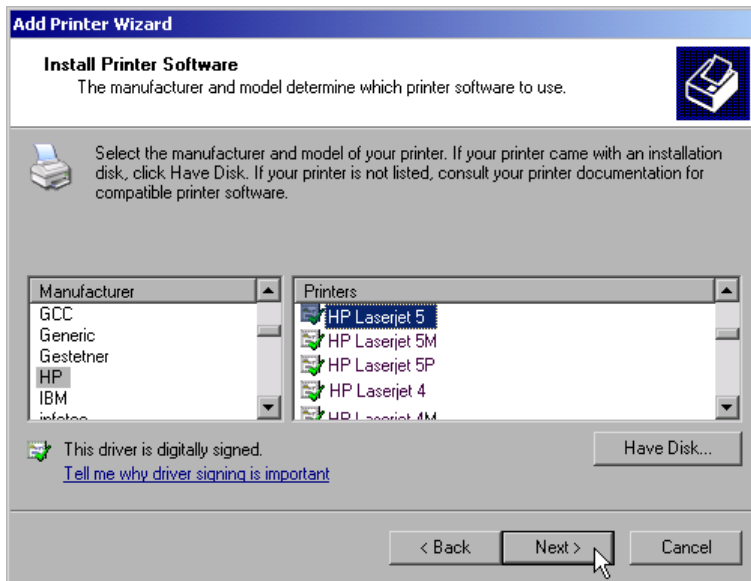 Add Printer Wizard
Install Printer Software
The manufacturer and model determine which printer software to use.
Select the manufacturer and model of your printer. If your printer came with an installation
disk, click Have Disk. If your printer is not listed, consult your printer documentation for
compatible printer software.
Manufacturer
GCC
Generic
Gestetner
HP
IBM
infotec
Printers
HP Laserjet 5
HP Laserjet 5M
HP Laserjet 5P
HP Laserjet 4
HP Laserjet 4M
This driver is digitally signed.
Tell me why driver signing is important
Have Disk...
< Back
Next >
Cancel